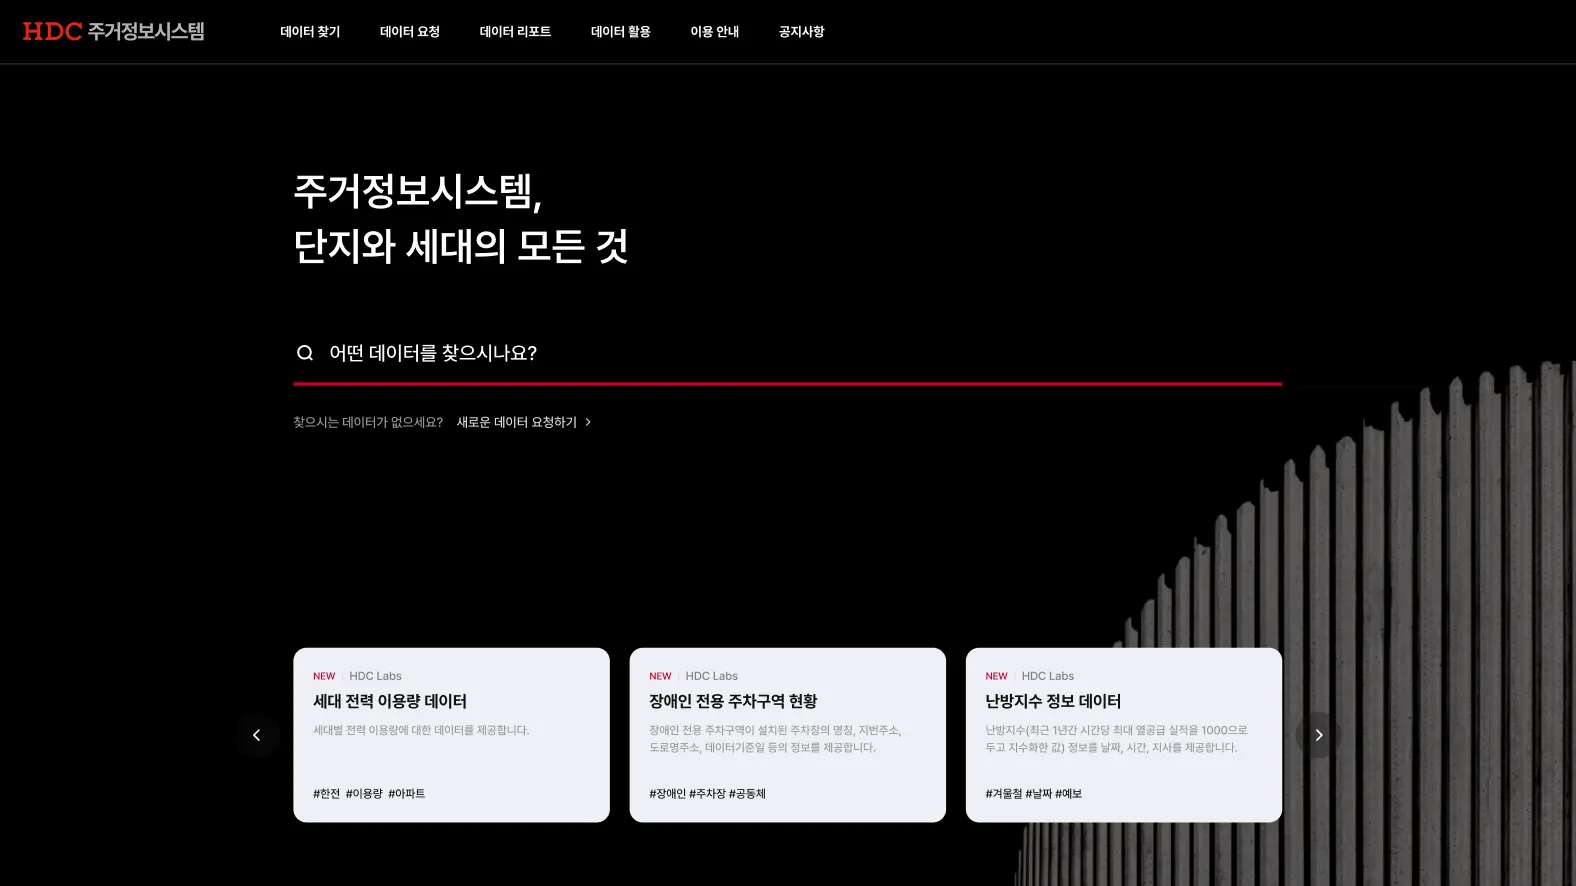 HDC 주거정보시스템
데이터 찾기 데이터 요청 데이터 리포트 데이터 활용 이용 안내 공지사항
주거정보시스템,
단지와 세대의 모든 것
어떤 데이터를 찾으시나요?
찾으시는 데이터가 없으세요? 새로운 데이터 요청하기
NEW HDC Labs
세대 전력 이용량 데이터
세대별 전력 이용량에 대한 데이터를 제공합니다.
#한전 #이용량 #아파트
NEW HDC Labs
장애인 전용 주차구역 현황
장애인 전용 주차구역이 설치된 주차장의 명칭, 지번주소,
도로명주소, 데이터기준일 등의 정보를 제공합니다.
#장애인 #주차장 #공동체
NEW HDC Labs
난방지수 정보 데이터
난방지수(최근 1년간 시간당 최대 열공급 실적을 1000으로
두고 지수화한 값) 정보를 날짜, 시간, 지사를 제공합니다.
#겨울철 #날짜 #예보